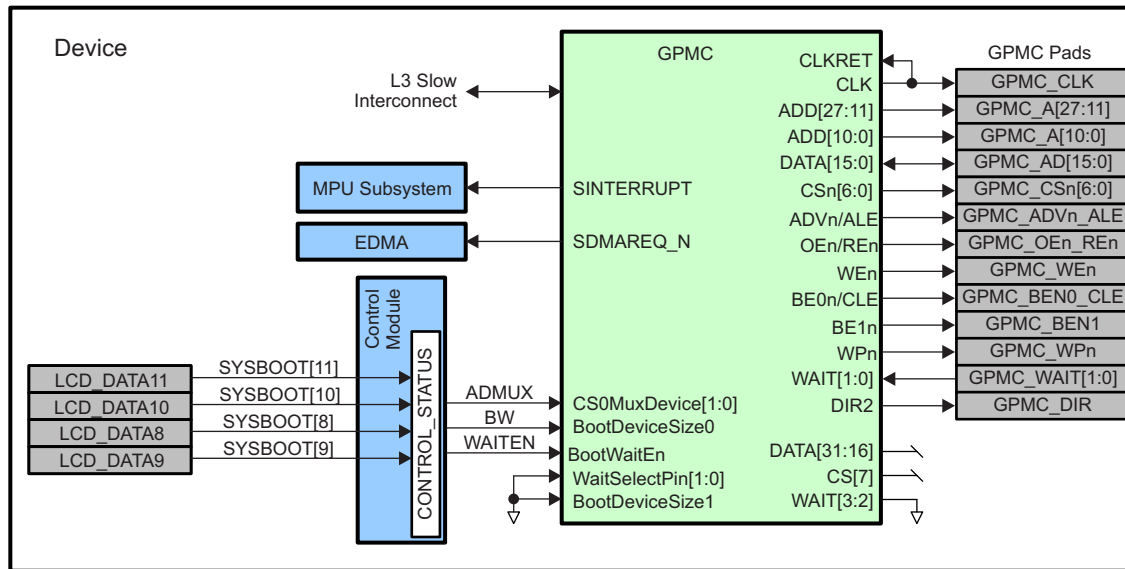 Device
L3 Slow
Interconnect
MPU Subsystem
EDMA
Control
Module
CONTROL_STATUS
LCD_DATA11
LCD_DATA10
LCD_DATA8
LCD_DATA9
SYSBOOT[11]
SYSBOOT[10]
SYSBOOT[8]
SYSBOOT[9]
ADMUX
BW
WAITEN
GPMC
SINTERRUPT
SDMAREQ_N
CS0MuxDevice[1:0]
BootDeviceSize0
BootWaitEn
WaitSelectPin[1:0]
BootDeviceSize1
CLKRET
CLK
ADD[27:11]
ADD[10:0]
DATA[15:0]
CSn[6:0]
ADVn/ALE
OEn/REn
WEn
BE0n/CLE
BE1n
WPn
WAIT[1:0]
DIR2
DATA[31:16]
CS[7]
WAIT[3:2]
GPMC Pads
GPMC_CLK
GPMC_A[27:11]
GPMC_A[10:0]
GPMC_AD[15:0]
GPMC_CSn[6:0]
GPMC_ADVn_ALE
GPMC_OEn_REn
GPMC_WEn
GPMC_BEN0_CLE
GPMC_BEN1
GPMC_WPn
GPMC_WAIT[1:0]
GPMC_DIR